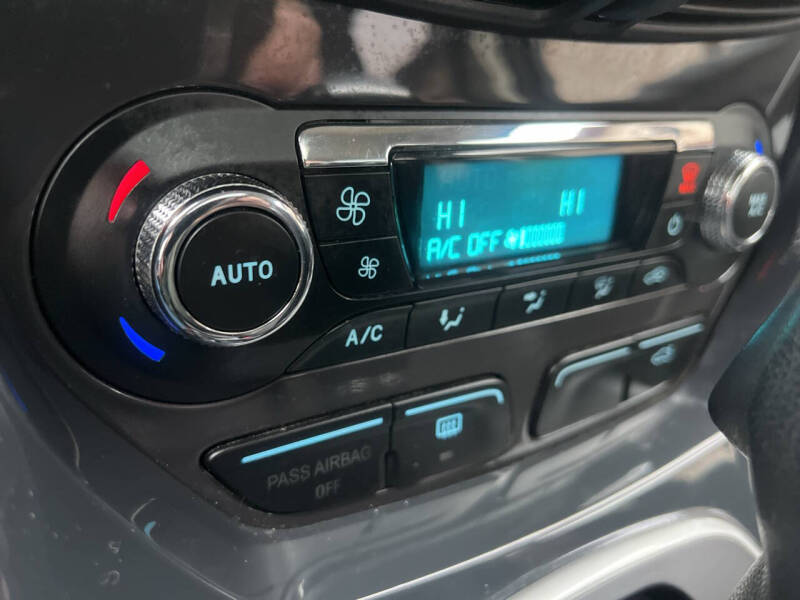 HI HI
A/C OFF
AUTO
A/C
PASS AIRBAG
OFF